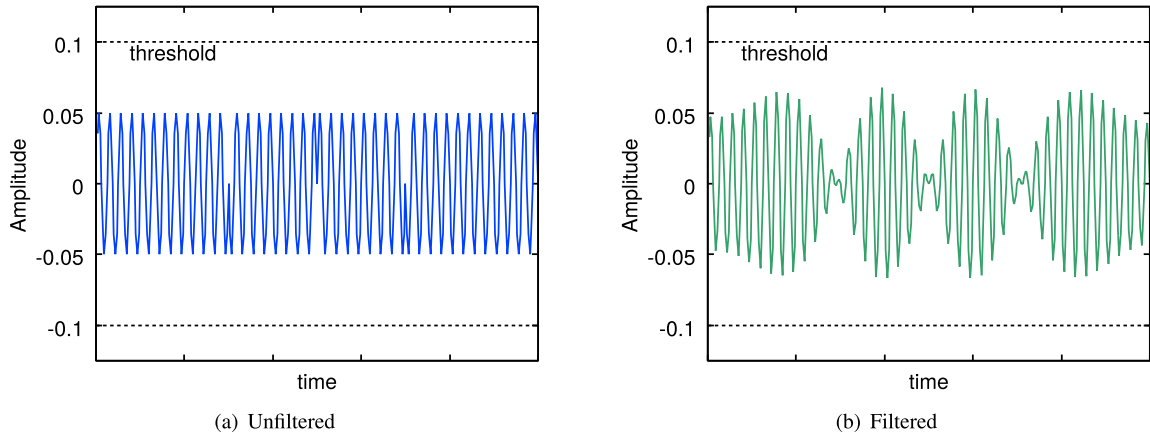 0.1
threshold
0.05
0
-0.05
-0.1
Amplitude
time
(a) Unfiltered
0.1
threshold
0.05
0
-0.05
-0.1
Amplitude
time
(b) Filtered